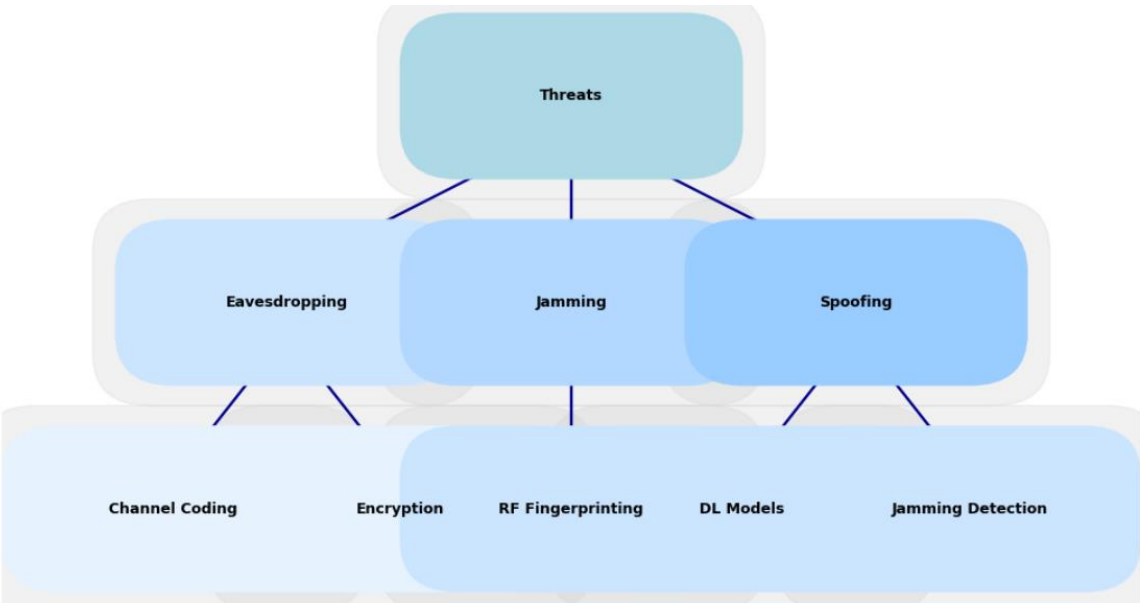 Threats
Eavesdropping
Jamming
Spoofing
Channel Coding
Encryption
RF Fingerprinting
DL Models
Jamming Detection